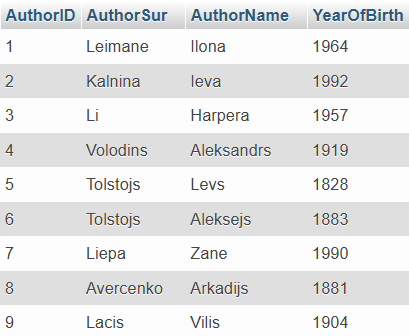 AuthorID AuthorSur AuthorName YearOfBirth
1 Leimane Ilona 1964
2 Kalnina Ieva 1992
3 Li Harpera 1957
4 Volodins Aleksandrs 1919
5 Tolstojs Levs 1828
6 Tolstojs Aleksejs 1883
7 Liepa Zane 1990
8 Avercenko Arkadijs 1881
9 Lacis Vilis 1904